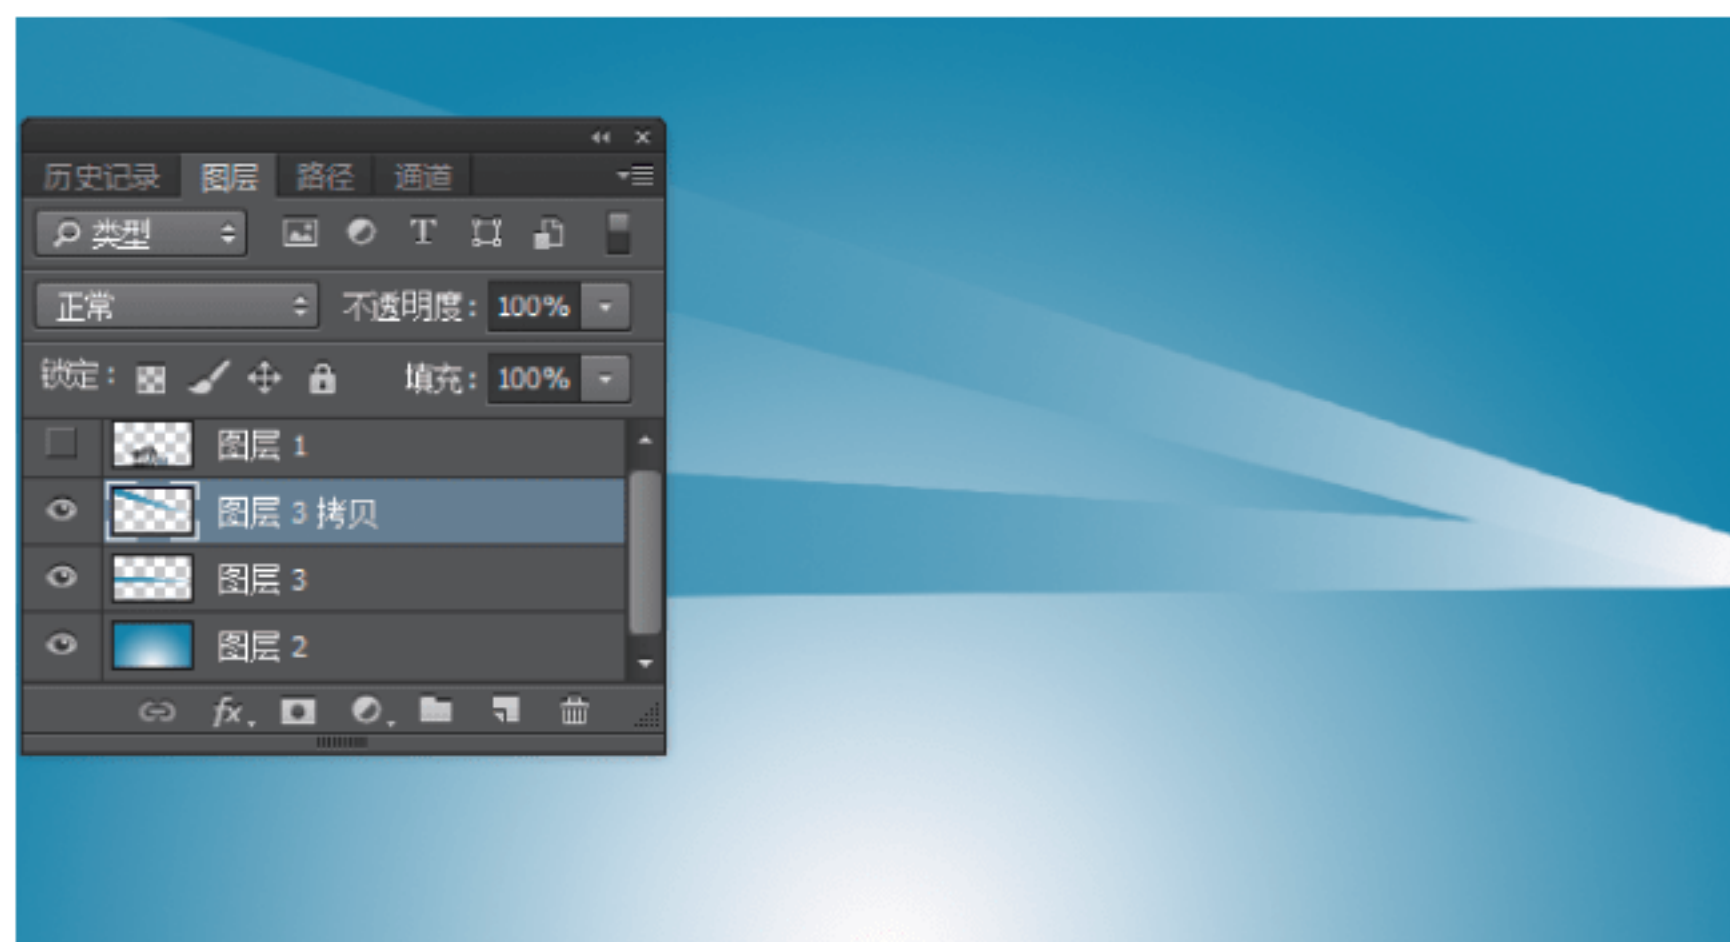 历史记录 图层 路径 通道
类型
正常 不透明度: 100%
锁定: 填充: 100%
图层 1
图层 3 拷贝
图层 3
图层 2
fx.